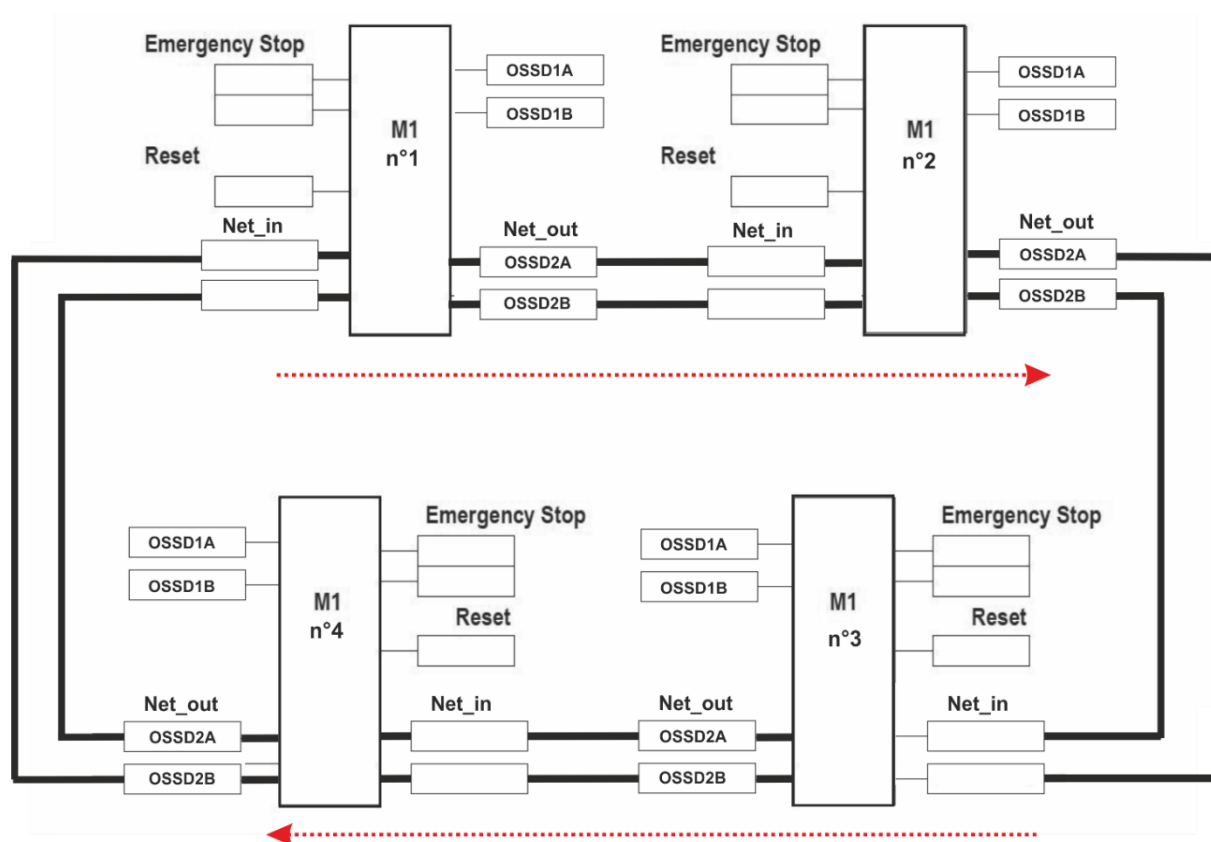 Emergency Stop
OSSD1A
OSSD1B
M1
n°1
Reset
Net_in
Net_out
OSSD2A
OSSD2B
Emergency Stop
OSSD1A
OSSD1B
M1
n°2
Reset
Net_in
Net_out
OSSD2A
OSSD2B
OSSD1A
OSSD1B
M1
n°4
Emergency Stop
Reset
Net_out
OSSD2A
OSSD2B
Net_in
OSSD1A
OSSD1B
M1
n°3
Emergency Stop
Reset
Net_out
OSSD2A
OSSD2B
Net_in